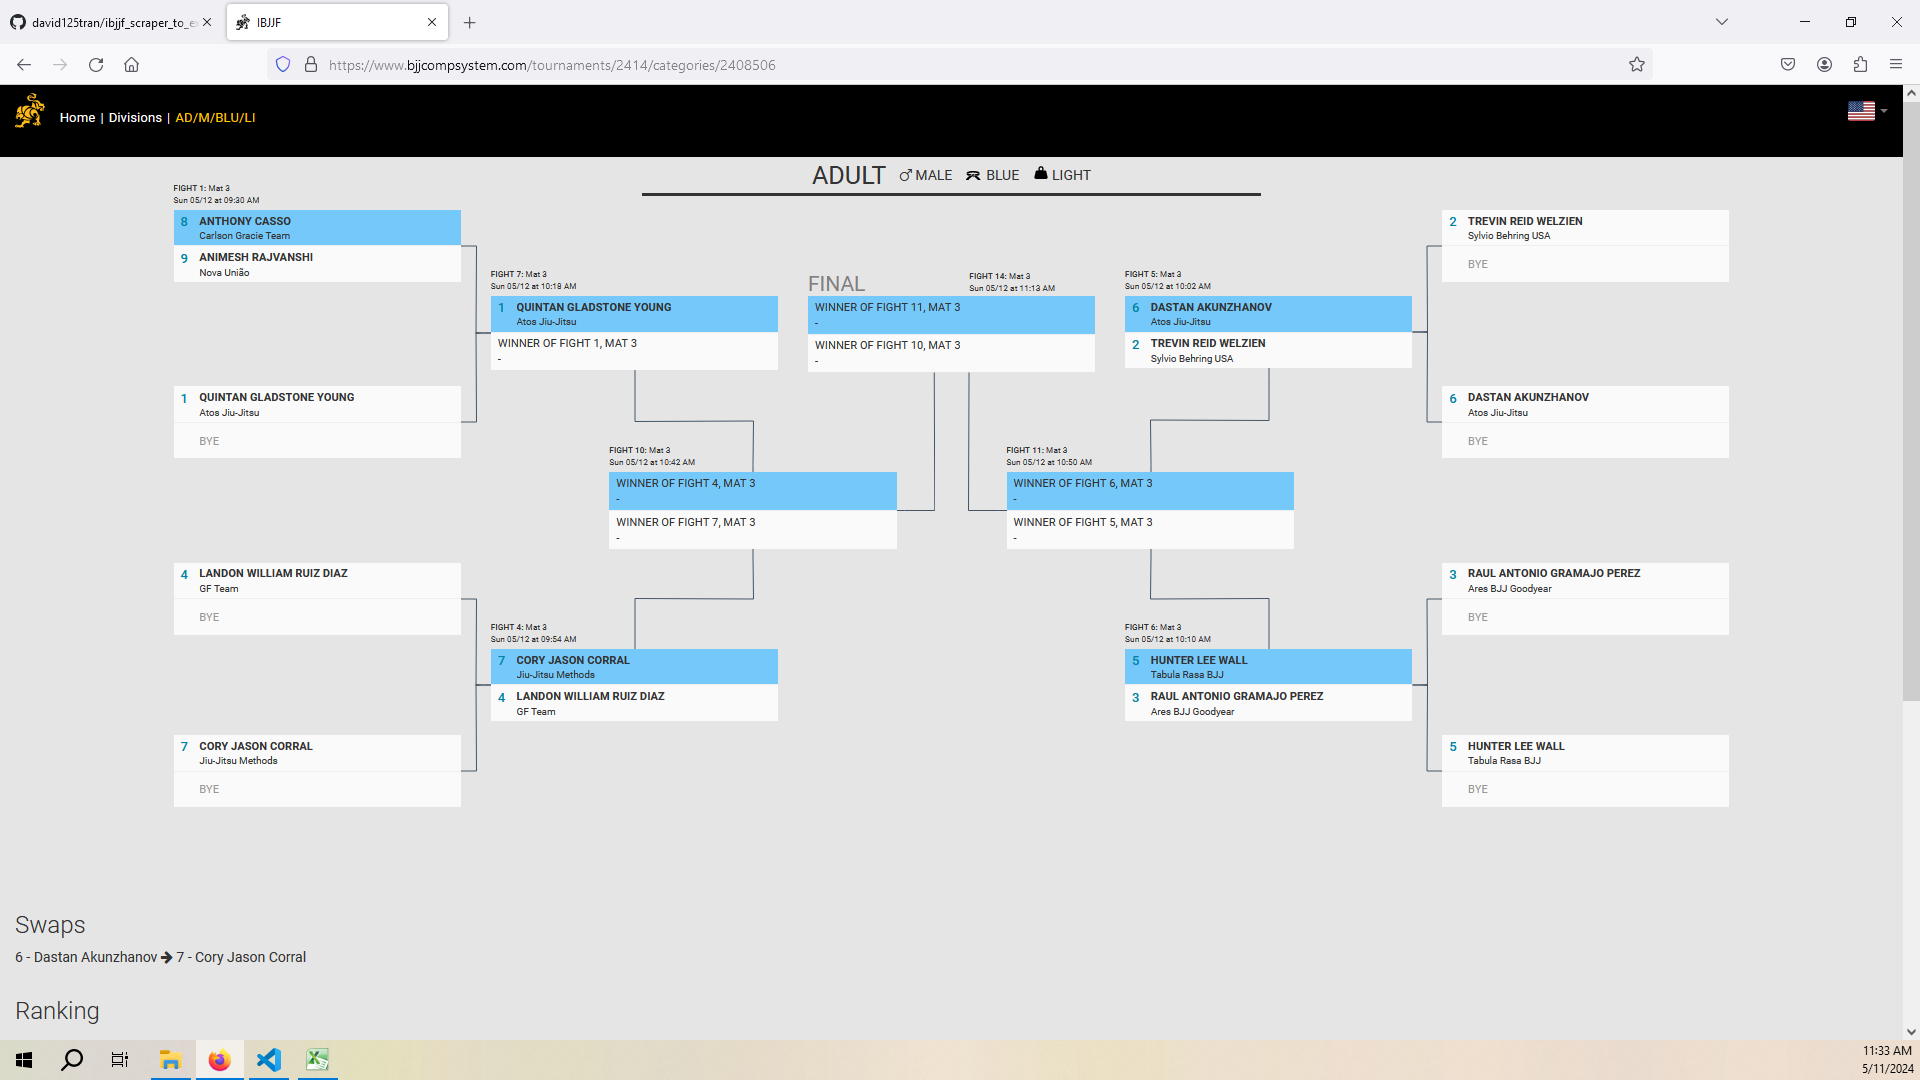 david125tran/ibjjf_scraper_to_e
IBJJF
https://www.bjjcompsystem.com/tournaments/2414/categories/2408506
Home | Divisions | AD/M/BLU/LI
ADULT MALE BLUE LIGHT
FIGHT 1: Mat 3
Sun 05/12 at 09:30 AM
8 ANTHONY CASSO
Carlson Gracie Team
9 ANIMESH RAJVANSHI
Nova União
1 QUINTAN GLADSTONE YOUNG
Atos Jiu-Jitsu
BYE
4 LANDON WILLIAM RUIZ DIAZ
GF Team
BYE
7 CORY JASON CORRAL
Jiu-Jitsu Methods
BYE
FIGHT 7: Mat 3
Sun 05/12 at 10:18 AM
1 QUINTAN GLADSTONE YOUNG
Atos Jiu-Jitsu
WINNER OF FIGHT 1, MAT 3
-
FIGHT 4: Mat 3
Sun 05/12 at 09:54 AM
7 CORY JASON CORRAL
Jiu-Jitsu Methods
4 LANDON WILLIAM RUIZ DIAZ
GF Team
FIGHT 10: Mat 3
Sun 05/12 at 10:42 AM
WINNER OF FIGHT 4, MAT 3
-
WINNER OF FIGHT 7, MAT 3
-
FINAL
FIGHT 14: Mat 3
Sun 05/12 at 11:13 AM
WINNER OF FIGHT 11, MAT 3
-
WINNER OF FIGHT 10, MAT 3
-
FIGHT 11: Mat 3
Sun 05/12 at 10:50 AM
WINNER OF FIGHT 6, MAT 3
-
WINNER OF FIGHT 5, MAT 3
-
FIGHT 5: Mat 3
Sun 05/12 at 10:02 AM
6 DASTAN AKUNZHANOV
Atos Jiu-Jitsu
2 TREVIN REID WELZIEN
Sylvio Behring USA
FIGHT 6: Mat 3
Sun 05/12 at 10:10 AM
5 HUNTER LEE WALL
Tabula Rasa BJJ
3 RAUL ANTONIO GRAMAJO PEREZ
Ares BJJ Goodyear
2 TREVIN REID WELZIEN
Sylvio Behring USA
BYE
6 DASTAN AKUNZHANOV
Atos Jiu-Jitsu
BYE
3 RAUL ANTONIO GRAMAJO PEREZ
Ares BJJ Goodyear
BYE
5 HUNTER LEE WALL
Tabula Rasa BJJ
BYE
Swaps
6 - Dastan Akunzhanov → 7 - Cory Jason Corral
Ranking
11:33 AM
5/11/2024